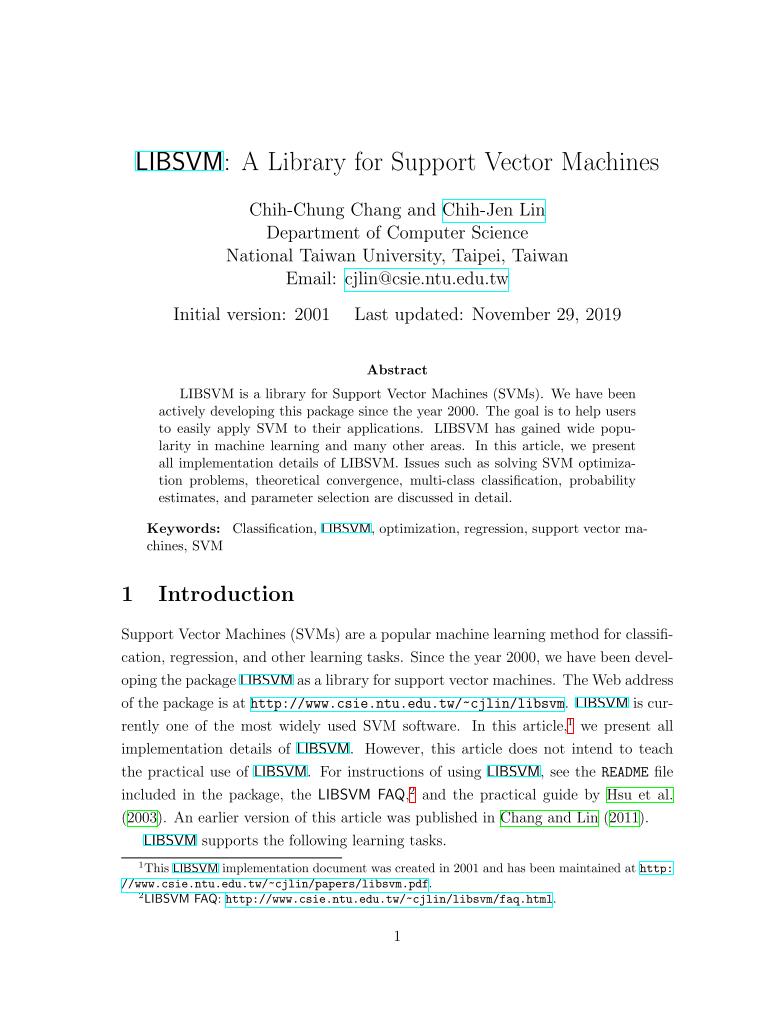 LIBSVM: A Library for Support Vector Machines
Chih-Chung Chang and Chih-Jen Lin
Department of Computer Science
National Taiwan University, Taipei, Taiwan
Email: cjlin@csie.ntu.edu.tw
Initial version: 2001 Last updated: November 29, 2019
Abstract
LIBSVM is a library for Support Vector Machines (SVMs). We have been
actively developing this package since the year 2000. The goal is to help users
to easily apply SVM to their applications. LIBSVM has gained wide popu-
larity in machine learning and many other areas. In this article, we present
all implementation details of LIBSVM. Issues such as solving SVM optimiza-
tion problems, theoretical convergence, multi-class classification, probability
estimates, and parameter selection are discussed in detail.
Keywords: Classification, LIBSVM, optimization, regression, support vector ma-
chines, SVM
1 Introduction
Support Vector Machines (SVMs) are a popular machine learning method for classifi-
cation, regression, and other learning tasks. Since the year 2000, we have been devel-
oping the package LIBSVM as a library for support vector machines. The Web address
of the package is at http://www.csie.ntu.edu.tw/~cjlin/libsvm. LIBSVM is cur-
rently one of the most widely used SVM software. In this article,1 we present all
implementation details of LIBSVM. However, this article does not intend to teach
the practical use of LIBSVM. For instructions of using LIBSVM, see the README file
included in the package, the LIBSVM FAQ,2 and the practical guide by Hsu et al.
(2003). An earlier version of this article was published in Chang and Lin (2011).
LIBSVM supports the following learning tasks.
1This LIBSVM implementation document was created in 2001 and has been maintained at http:
//www.csie.ntu.edu.tw/~cjlin/papers/libsvm.pdf.
2LIBSVM FAQ: http://www.csie.ntu.edu.tw/~cjlin/libsvm/faq.html.
1